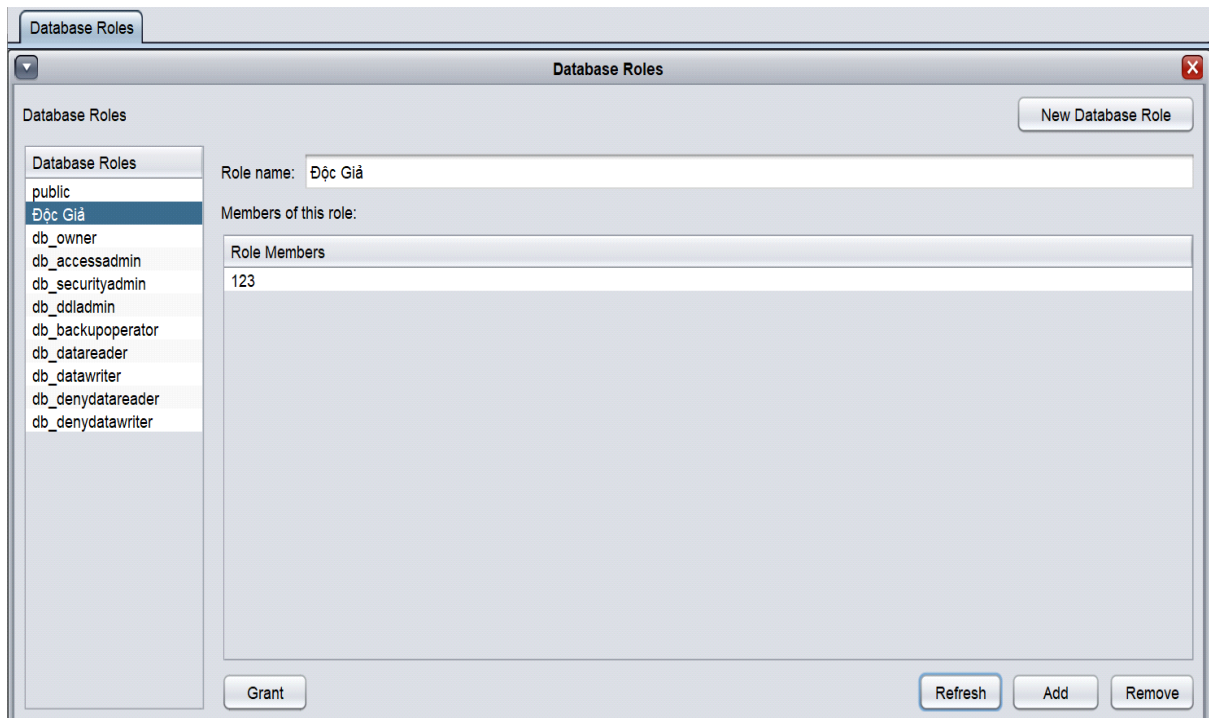 Database Roles
Database Roles
Database Roles
New Database Role
Database Roles
public
Độc Giả
db_owner
db_accessadmin
db_securityadmin
db_ddladmin
db_backupoperator
db_datareader
db_datawriter
db_denydatareader
db_denydatawriter
Role name: Độc Giả
Members of this role:
Role Members
123
Grant
Refresh
Add
Remove